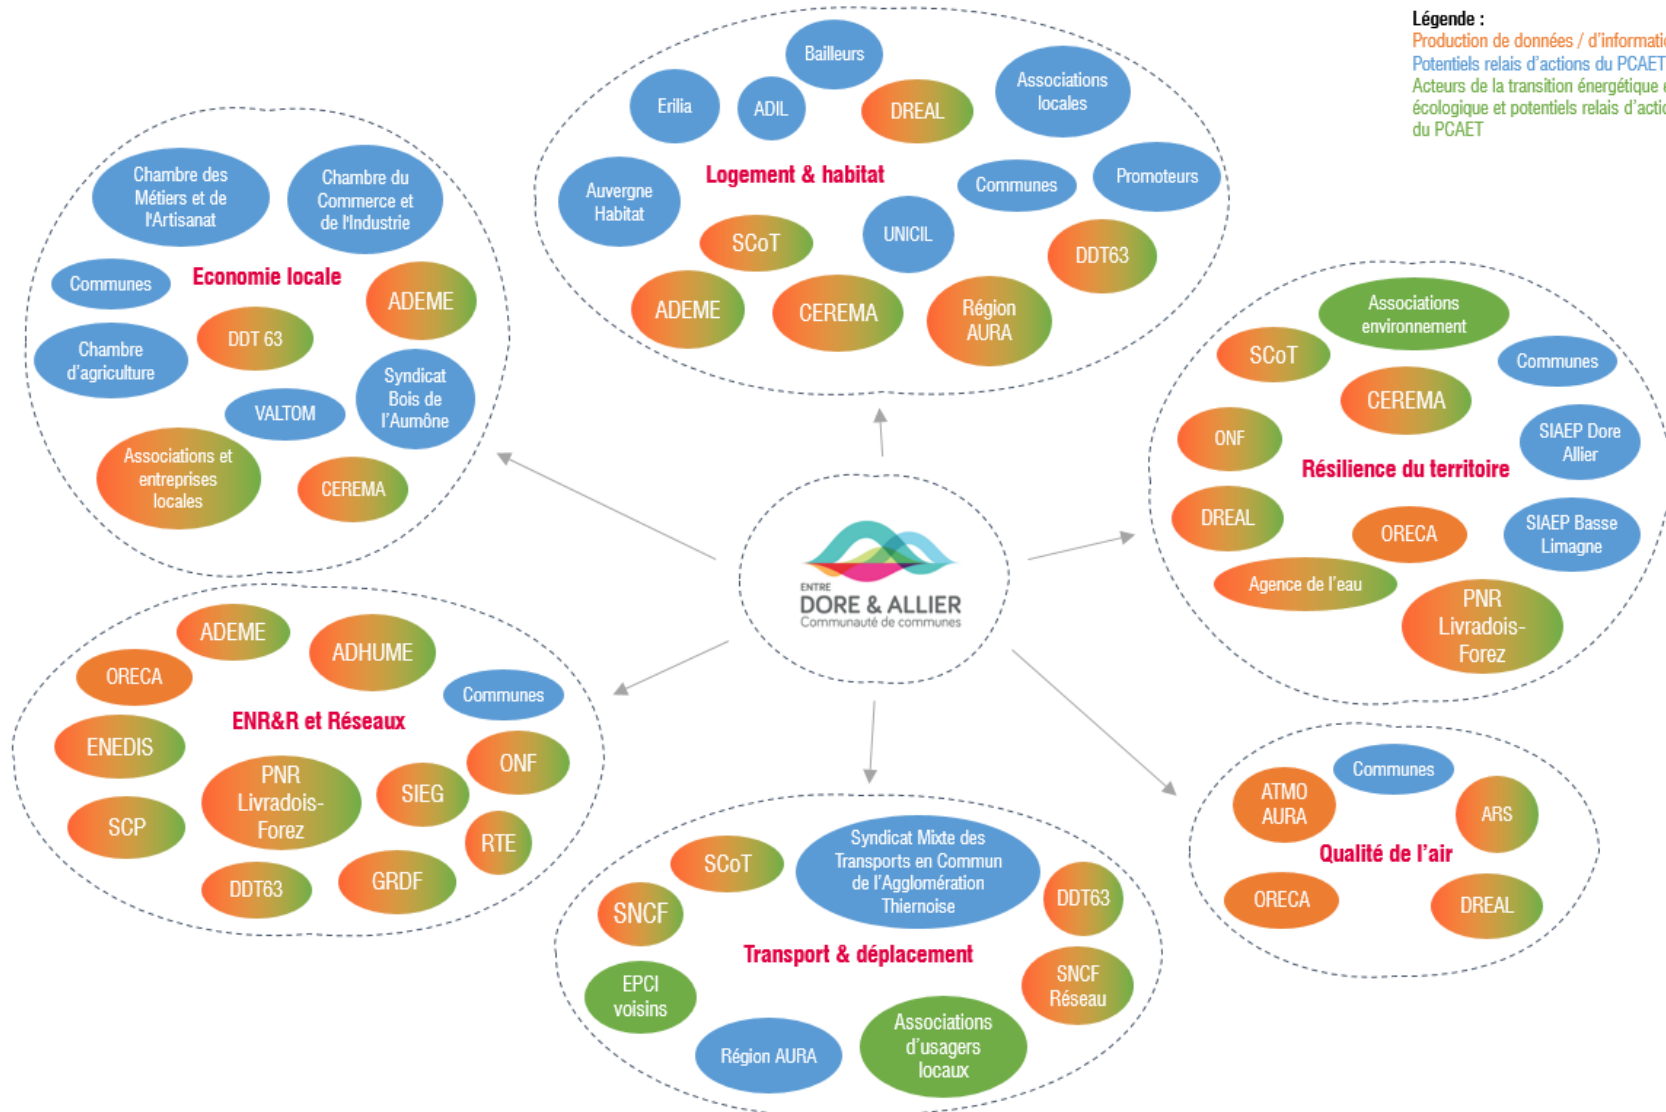 Légende :
Production de données / d'informatio
Potentiels relais d'actions du PCAET
Acteurs de la transition énergétique e
écologique et potentiels relais d'actio
du PCAET
Bailleurs
Erilia
ADIL
DREAL
Associations
locales
Logement & habitat
Auvergne
Habitat
Communes
Promoteurs
SCoT
UNICIL
DDT63
ADEME
CEREMA
Région
AURA
Chambre des
Métiers et de
l'Artisanat
Chambre du
Commerce et
de l'Industrie
Economie locale
Communes
ADEME
DDT 63
Chambre
d'agriculture
VALTOM
Syndicat
Bois de
l'Aumône
Associations et
entreprises
locales
CEREMA
Associations
environnement
SCoT
Communes
CEREMA
ONF
SIAEP Dore
Allier
Résilience du territoire
DREAL
ORECA
SIAEP Basse
Limagne
Agence de l'eau
PNR
Livradois-
Forez
ENTRE
DORE & ALLIER
Communauté de communes
ADEME
ADHUME
ORECA
Communes
ENR&R et Réseaux
ENEDIS
ONF
PNR
Livradois-
Forez
SIEG
SCP
RTE
DDT63
GRDF
SCoT
Syndicat Mixte des
Transports en Commun
de l'Agglomération
Thiernoise
SNCF
DDT63
Transport & déplacement
EPCI
voisins
SNCF
Réseau
Région AURA
Associations
d'usagers
locaux
Communes
ATMO
AURA
ARS
Qualité de l'air
ORECA
DREAL